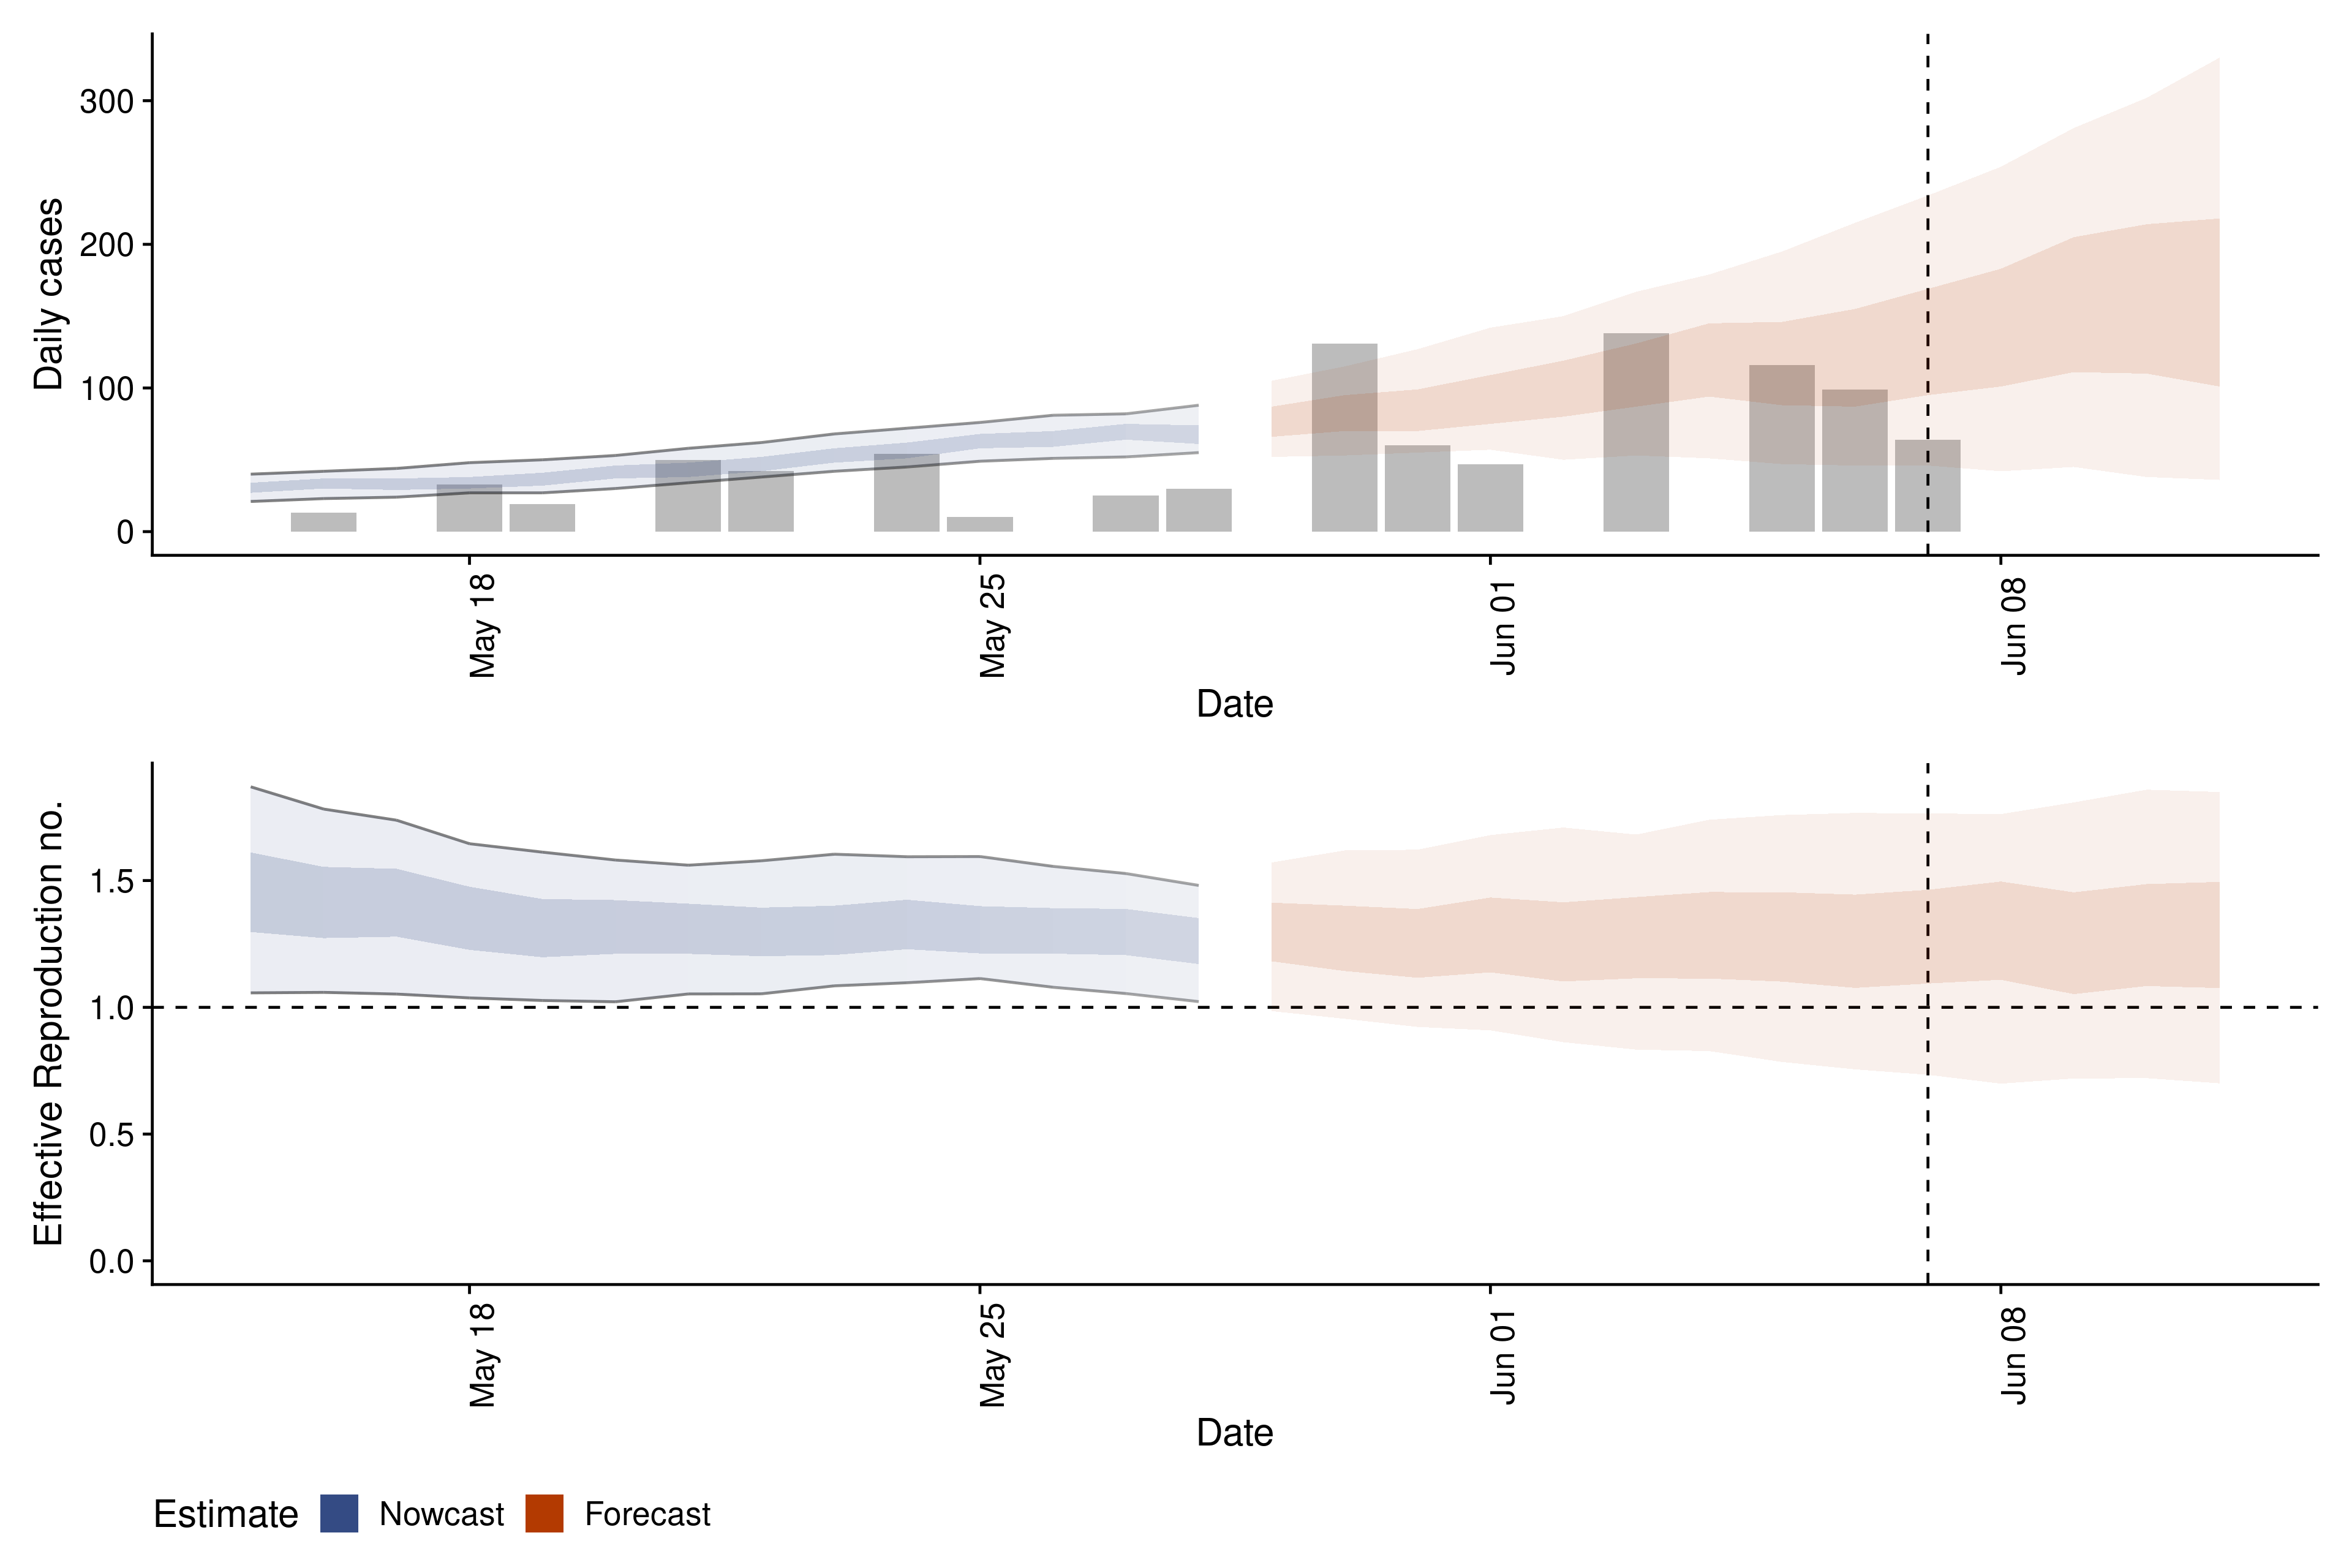 Daily cases
300
200
100
0
May 18
May 25
Jun 01
Jun 08
Date
Effective Reproduction no.
1.5
1.0
0.5
0.0
May 18
May 25
Jun 01
Jun 08
Date
Estimate Nowcast Forecast